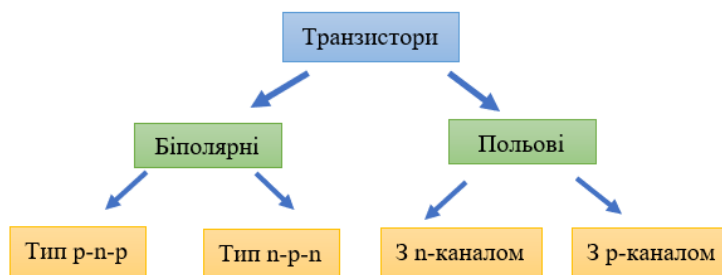 Транзистори
Біполярні
Польові
Тип p-n-p
Тип n-p-n
З n-каналом
З p-каналом